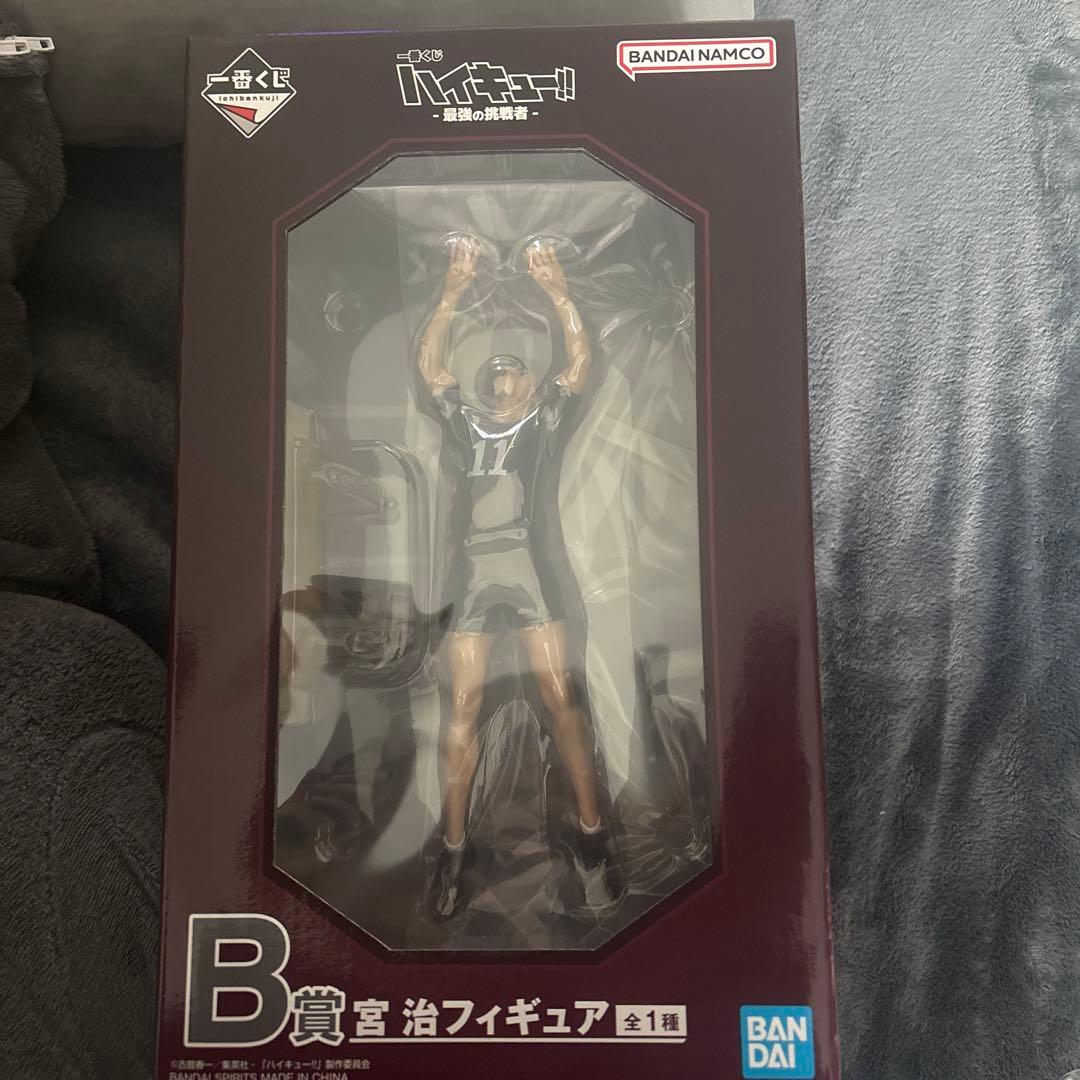 一番くじ
ichibankuji
一番くじ
ハイキュー!!
- 最強の挑戦者 -
BANDAI NAMCO
11
B賞 宮 治フィギュア 全1種
BAN
DAI
©古舘春一／集英社・「ハイキュー!!」製作委員会
BANDAI SPIRITS MADE IN CHINA